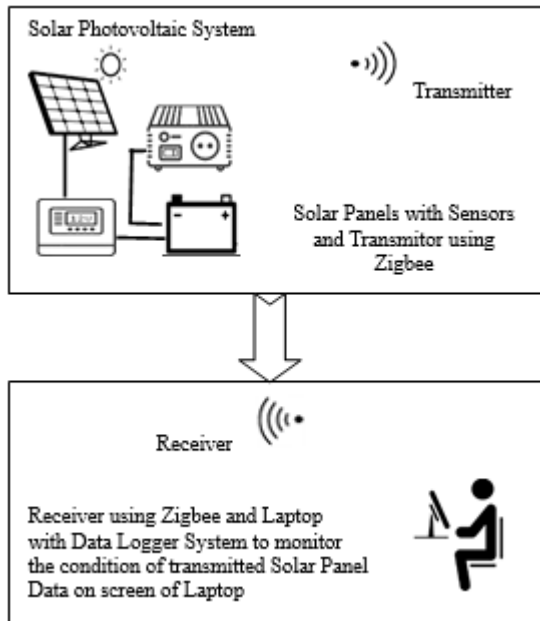 Solar Photovoltaic System
Transmitter
Solar Panels with Sensors
and Transmitor using
Zigbee
Receiver
Receiver using Zigbee and Laptop
with Data Logger System to monitor
the condition of transmitted Solar Panel
Data on screen of Laptop